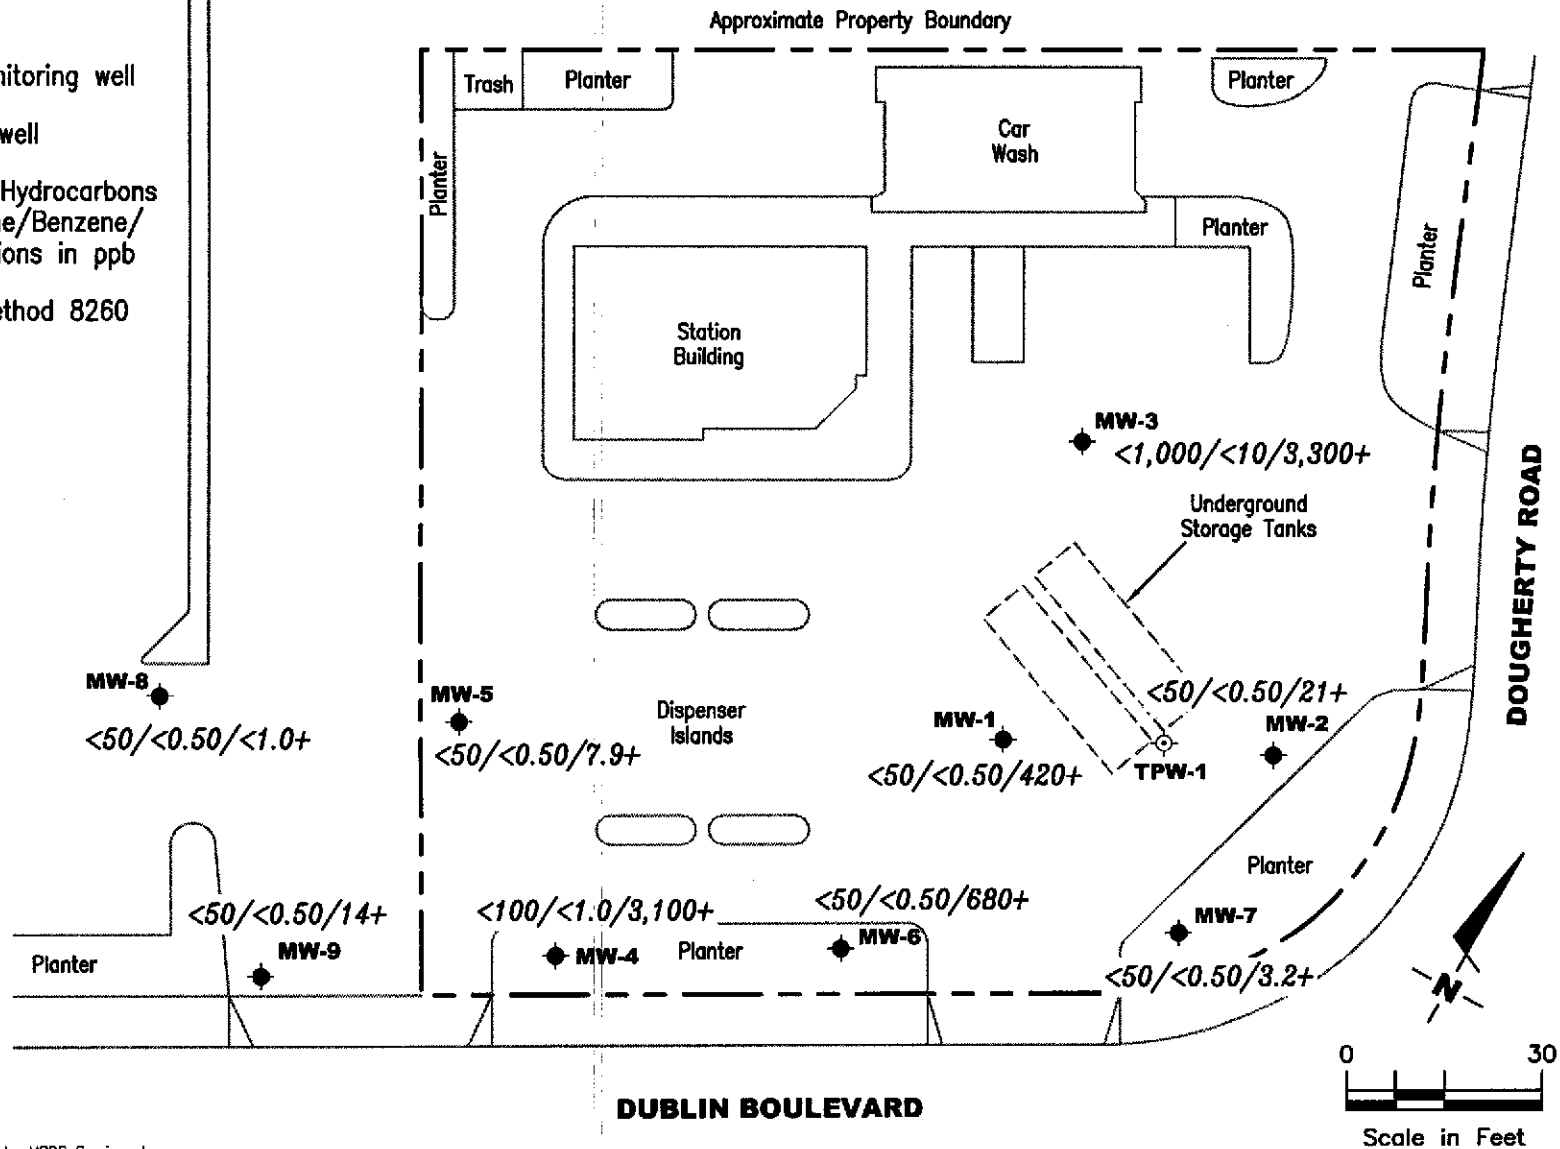 Approximate Property Boundary
nitoring well
well
Hydrocarbons
ne/Benzene/
ions in ppb
ethod 8260
Trash
Planter
Planter
Planter
Car
Wash
Planter
Planter
Station
Building
MW-3
<1,000/<10/3,300+
Underground
Storage Tanks
DOUGHERTY ROAD
MW-8
<50/<0.50/<1.0+
MW-5
<50/<0.50/7.9+
Dispenser
Islands
MW-1
<50/<0.50/420+
<50/<0.50/21+
MW-2
TPW-1
Planter
<50/<0.50/14+
MW-9
Planter
<100/<1.0/3,100+
MW-4
Planter
<50/<0.50/680+
MW-6
MW-7
<50/<0.50/3.2+
N
0 30
Scale in Feet
DUBLIN BOULEVARD